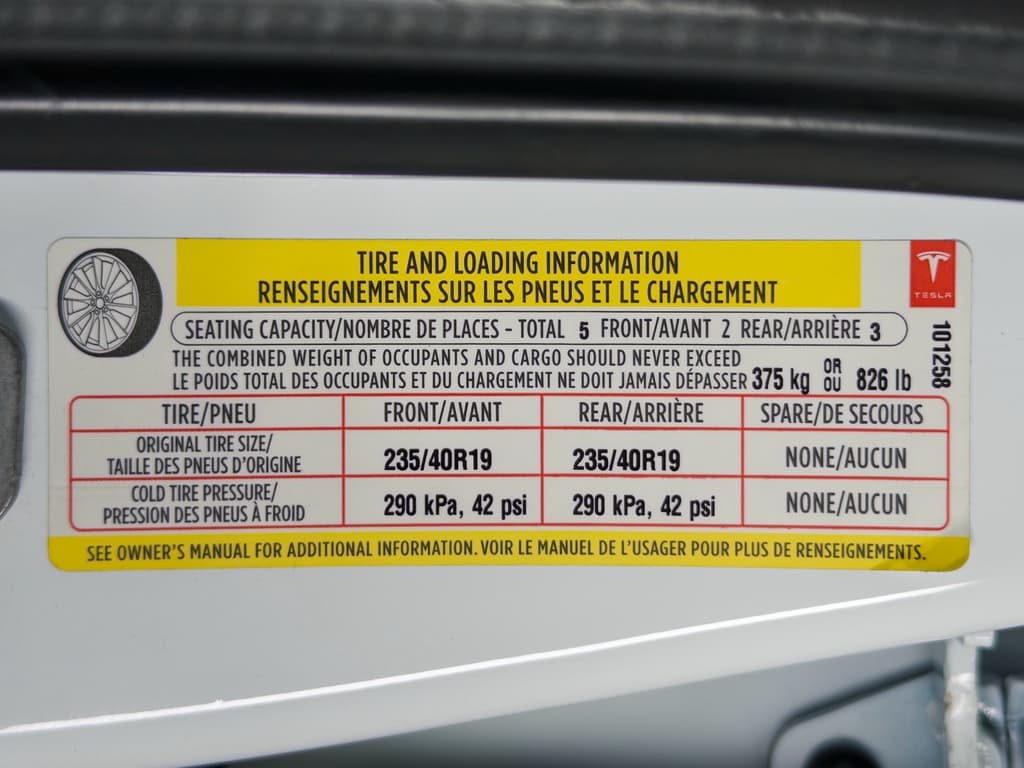 TIRE AND LOADING INFORMATION
RENSEIGNEMENTS SUR LES PNEUS ET LE CHARGEMENT
TESLA
SEATING CAPACITY/NOMBRE DE PLACES - TOTAL 5 FRONT/AVANT 2 REAR/ARRIÈRE 3
THE COMBINED WEIGHT OF OCCUPANTS AND CARGO SHOULD NEVER EXCEED
LE POIDS TOTAL DES OCCUPANTS ET DU CHARGEMENT NE DOIT JAMAIS DÉPASSER 375 kg OR OU 826 lb
101258
TIRE/PNEU FRONT/AVANT REAR/ARRIÈRE SPARE/DE SECOURS
ORIGINAL TIRE SIZE/
TAILLE DES PNEUS D'ORIGINE 235/40R19 235/40R19 NONE/AUCUN
COLD TIRE PRESSURE/
PRESSION DES PNEUS À FROID 290 kPa, 42 psi 290 kPa, 42 psi NONE/AUCUN
SEE OWNER'S MANUAL FOR ADDITIONAL INFORMATION. VOIR LE MANUEL DE L'USAGER POUR PLUS DE RENSEIGNEMENTS.